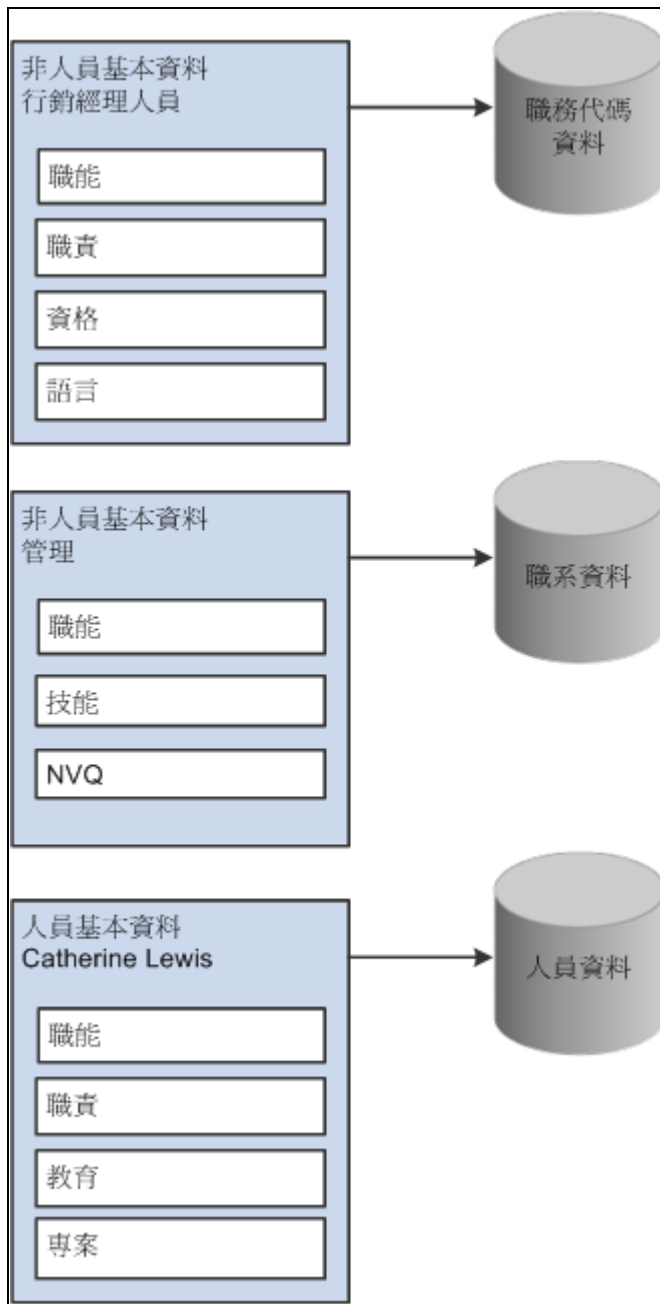 非人員基本資料
行銷經理人員
職能
職責
資格
語言
職務代碼
資料
非人員基本資料
管理
職能
技能
NVQ
職系資料
人員基本資料
Catherine Lewis
職能
職責
教育
專案
人員資料